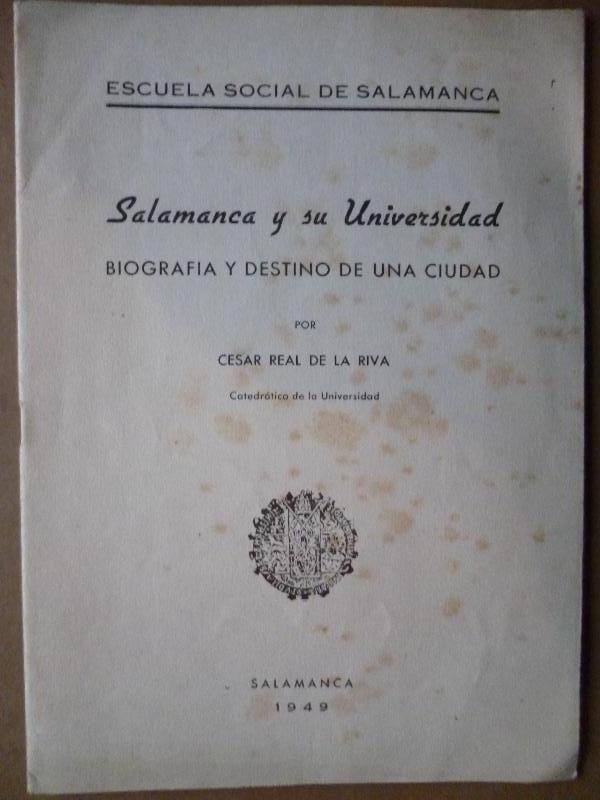 ESCUELA SOCIAL DE SALAMANCA
Salamanca y su Universidad
BIOGRAFIA Y DESTINO DE UNA CIUDAD
POR
CESAR REAL DE LA RIVA
Catedrático de la Universidad
SALAMANCA
1949